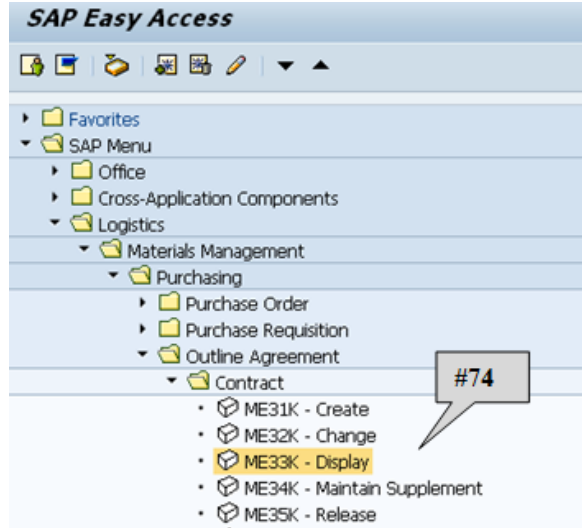 SAP Easy Access
Favorites
SAP Menu
Office
Cross-Application Components
Logistics
Materials Management
Purchasing
Purchase Order
Purchase Requisition
Outline Agreement
Contract
#74
ME31K - Create
ME32K - Change
ME33K - Display
ME34K - Maintain Supplement
ME35K - Release